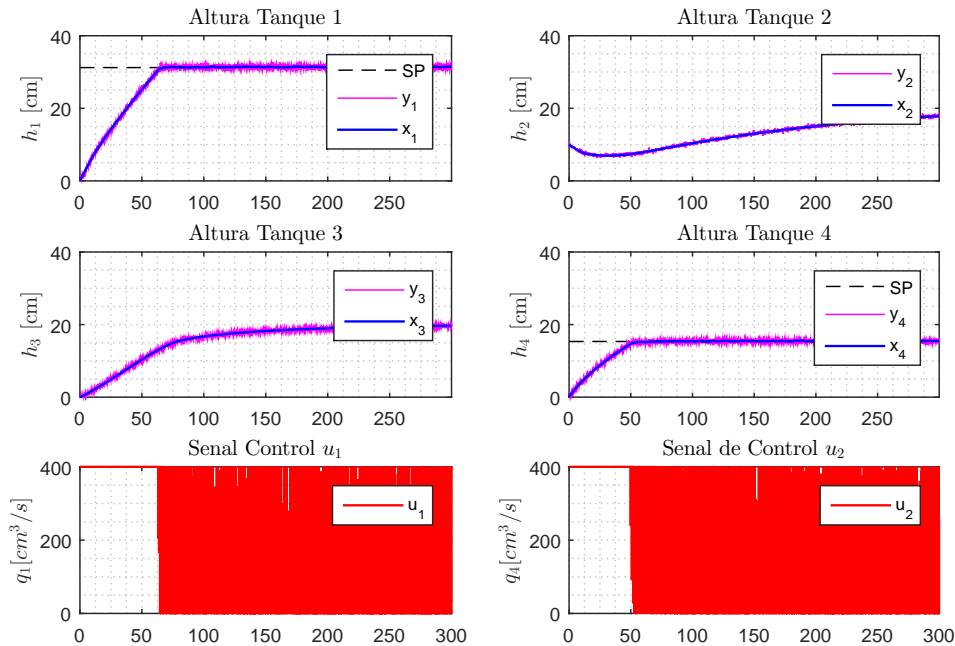 Altura Tanque 1
40
20
0
h1 [cm]
SP
y1
x1
0 50 100 150 200 250 300
Altura Tanque 2
40
20
0
h2 [cm]
y2
x2
0 50 100 150 200 250 300
Altura Tanque 3
40
20
0
h3 [cm]
y3
x3
0 50 100 150 200 250 300
Altura Tanque 4
40
20
0
h4 [cm]
SP
y4
x4
0 50 100 150 200 250 300
Senal Control u1
400
200
0
q1[cm³/s]
u1
0 50 100 150 200 250 300
Senal de Control u2
400
200
0
q4[cm³/s]
u2
0 50 100 150 200 250 300